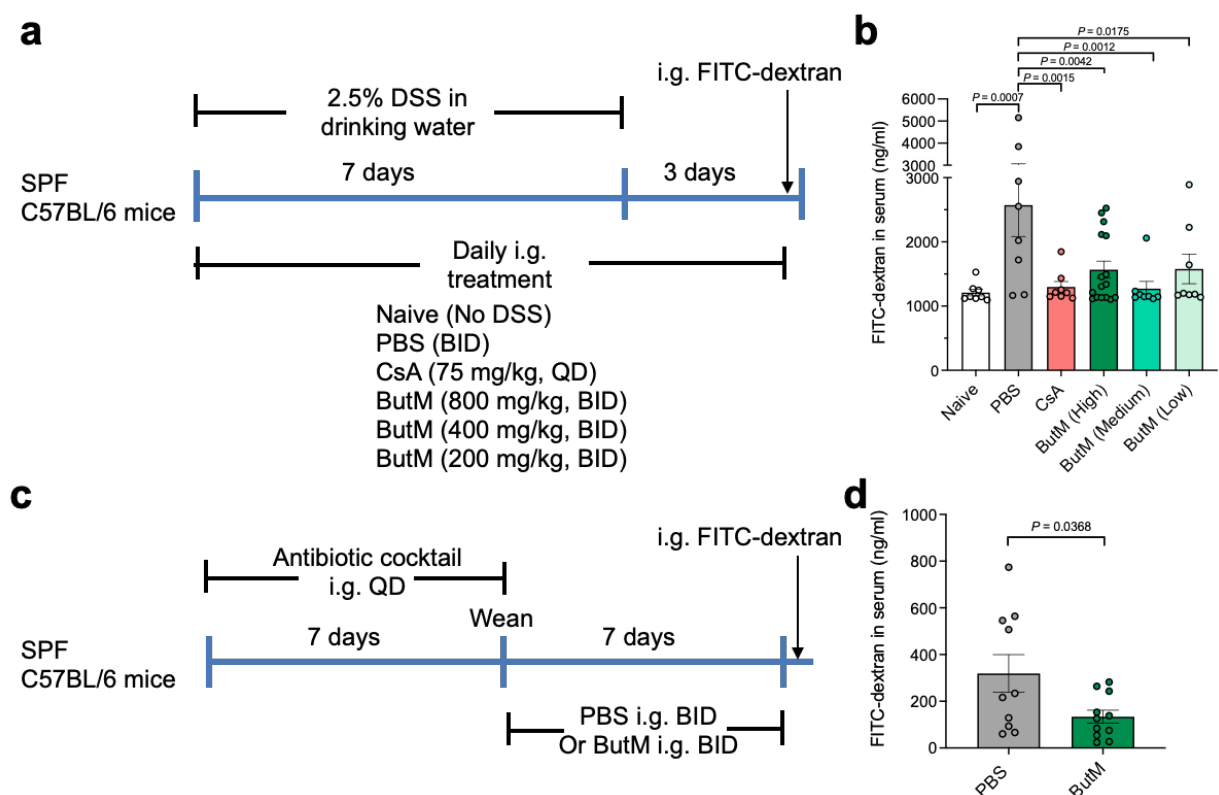 a
i.g. FITC-dextran
2.5% DSS in
drinking water
7 days
3 days
SPF
C57BL/6 mice
Daily i.g.
treatment
Naive (No DSS)
PBS (BID)
CsA (75 mg/kg, QD)
ButM (800 mg/kg, BID)
ButM (400 mg/kg, BID)
ButM (200 mg/kg, BID)
b
P = 0.0175
P = 0.0012
P = 0.0042
P = 0.0015
P = 0.0007
FITC-dextran in serum (ng/ml)
6000
5000
4000
3000
3000
2000
1000
0
Naive
PBS
CsA
ButM (High)
ButM (Medium)
ButM (Low)
c
i.g. FITC-dextran
Antibiotic cocktail
i.g. QD
Wean
7 days
7 days
SPF
C57BL/6 mice
PBS i.g. BID
Or ButM i.g. BID
d
P = 0.0368
FITC-dextran in serum (ng/ml)
1000
800
600
400
200
0
PBS
ButM